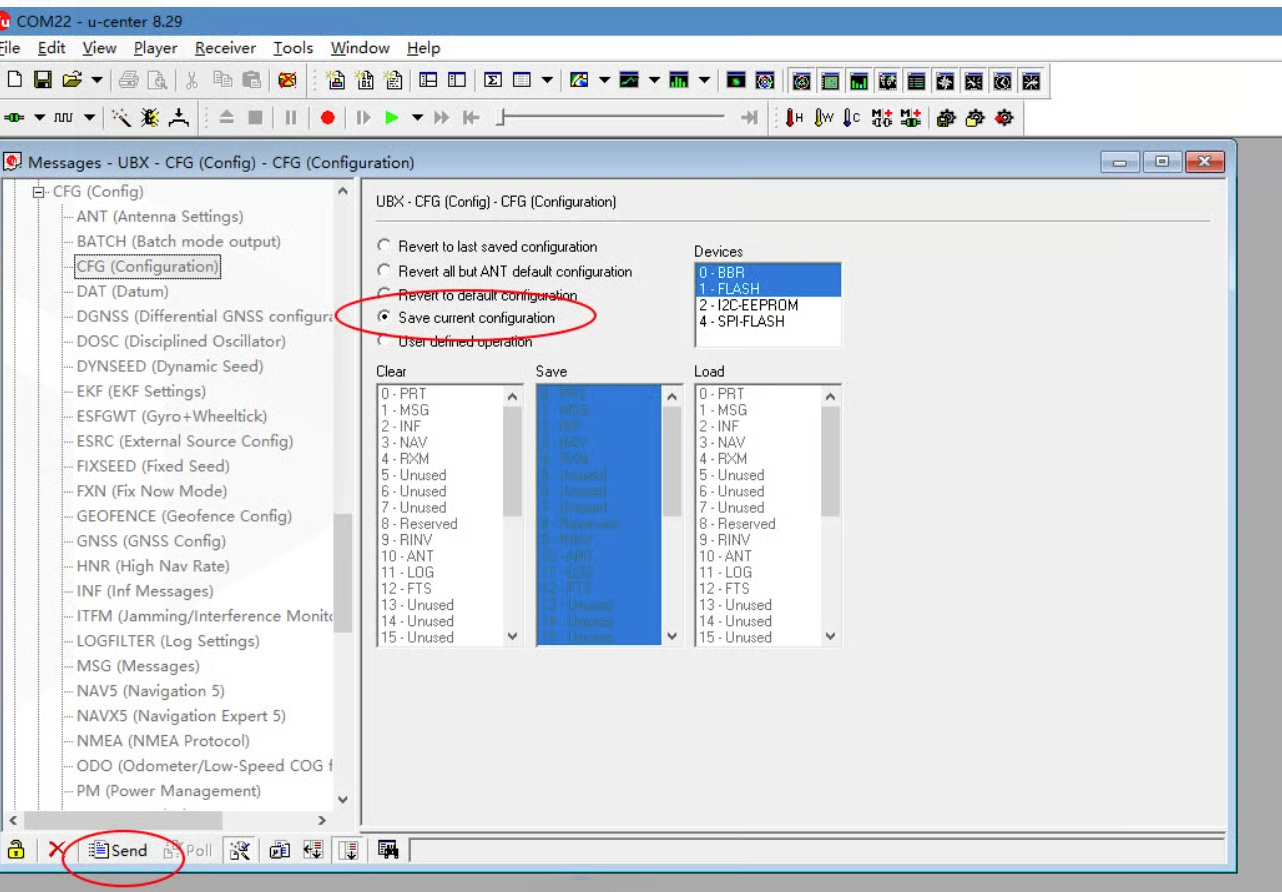 COM22 - u-center 8.29
File Edit View Player Receiver Tools Window Help
Messages - UBX - CFG (Config) - CFG (Configuration)
CFG (Config)
ANT (Antenna Settings)
BATCH (Batch mode output)
CFG (Configuration)
DAT (Datum)
DGNSS (Differential GNSS configura
DOSC (Disciplined Oscillator)
DYNSEED (Dynamic Seed)
EKF (EKF Settings)
ESFGWT (Gyro+Wheeltick)
ESRC (External Source Config)
FIXSEED (Fixed Seed)
FXN (Fix Now Mode)
GEOFENCE (Geofence Config)
GNSS (GNSS Config)
HNR (High Nav Rate)
INF (Inf Messages)
ITFM (Jamming/Interference Monito
LOGFILTER (Log Settings)
MSG (Messages)
NAV5 (Navigation 5)
NAVX5 (Navigation Expert 5)
NMEA (NMEA Protocol)
ODO (Odometer/Low-Speed COG f
PM (Power Management)
UBX - CFG (Config) - CFG (Configuration)
Revert to last saved configuration
Revert all but ANT default configuration
Revert to default configuration
Save current configuration
User defined operation
Devices
0 - BBR
1 - FLASH
2 - I2C-EEPROM
4 - SPI-FLASH
Clear
0 - PRT
1 - MSG
2 - INF
3 - NAV
4 - RXM
5 - Unused
6 - Unused
7 - Unused
8 - Reserved
9 - RINV
10 - ANT
11 - LOG
12 - FTS
13 - Unused
14 - Unused
15 - Unused
Save
0 - PRT
1 - MSG
2 - INF
3 - NAV
4 - RXM
5 - Unused
6 - Unused
7 - Unused
8 - Reserved
9 - RINV
10 - ANT
11 - LOG
12 - FTS
13 - Unused
14 - Unused
15 - Unused
Load
0 - PRT
1 - MSG
2 - INF
3 - NAV
4 - RXM
5 - Unused
6 - Unused
7 - Unused
8 - Reserved
9 - RINV
10 - ANT
11 - LOG
12 - FTS
13 - Unused
14 - Unused
15 - Unused
Send Poll